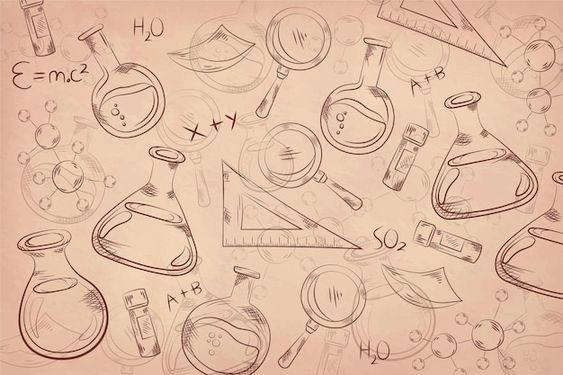 H₂O
E=m.c²
A+B
x+y
SO₂
A+B
H₂O